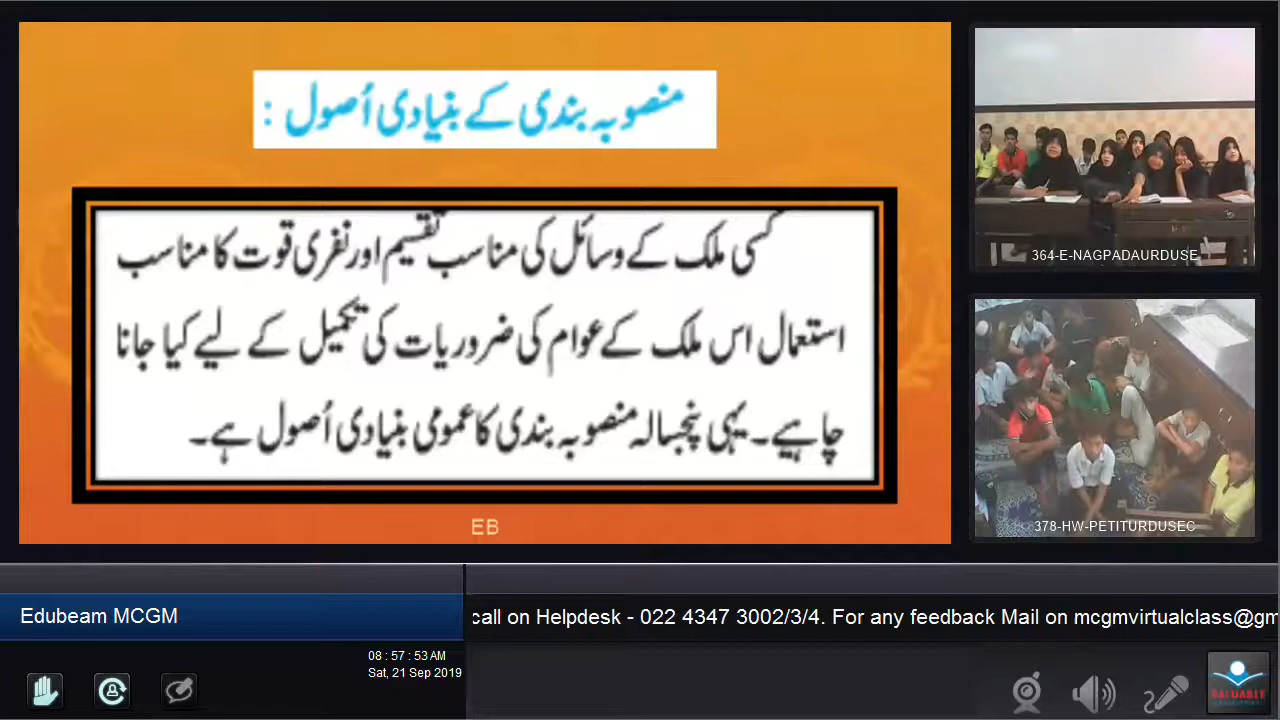 منصوبہ بندی کے بنیادی اُصول :
کسی ملک کے وسائل کی مناسب تقسیم اور نفری قوت کا مناسب
استعمال اس ملک کے عوام کی ضروریات کی تکمیل کے لیے کیا جانا
چاہیے۔ یہی پنجسالہ منصوبہ بندی کا عمومی بنیادی اُصول ہے۔
EB
364-E-NAGPADAURDUSE
378-HW-PETITURDUSEC
Edubeam MCGM
call on Helpdesk - 022 4347 3002/3/4. For any feedback Mail on mcgmvirtualclass@gm
08 : 57 : 53 AM
Sat, 21 Sep 2019
VALUABLE